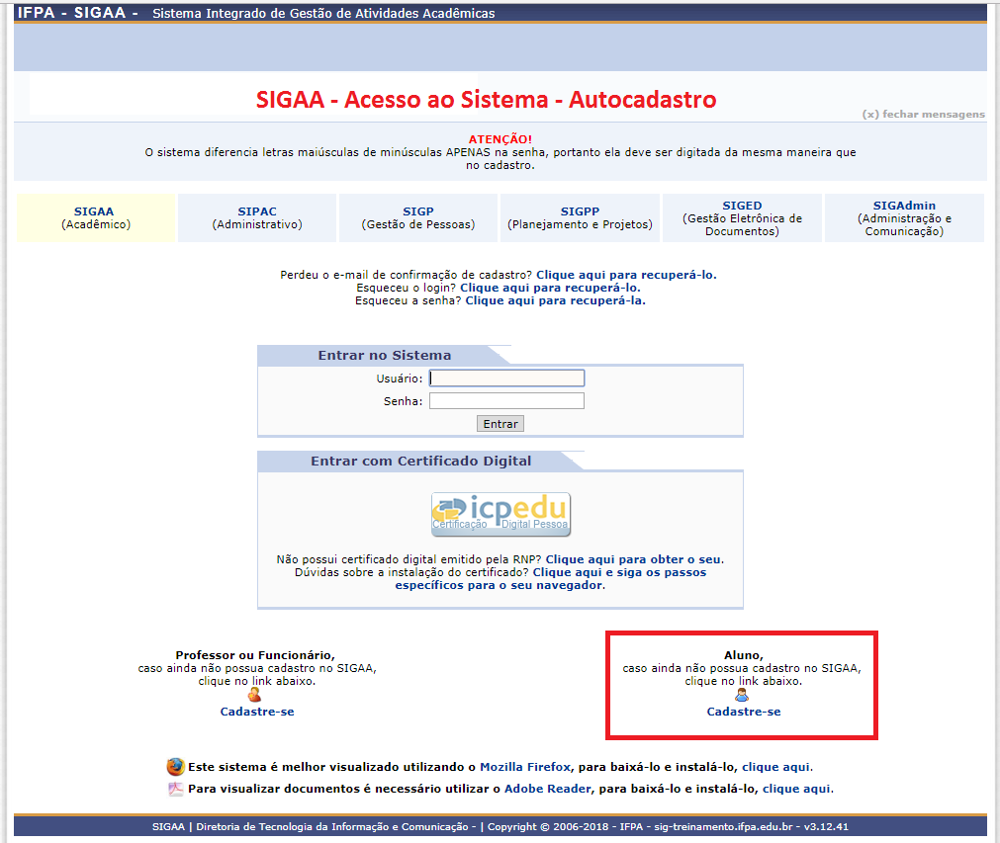 IFPA - SIGAA - Sistema Integrado de Gestão de Atividades Acadêmicas
SIGAA - Acesso ao Sistema - Autocadastro
(x) fechar mensagens
ATENÇÃO!
O sistema diferencia letras maiúsculas de minúsculas APENAS na senha, portanto ela deve ser digitada da mesma maneira que
no cadastro.
SIGAA
(Acadêmico)
SIPAC
(Administrativo)
SIGP
(Gestão de Pessoas)
SIGPP
(Planejamento e Projetos)
SIGED
(Gestão Eletrônica de
Documentos)
SIGAdmin
(Administração e
Comunicação)
Perdeu o e-mail de confirmação de cadastro? Clique aqui para recuperá-lo.
Esqueceu o login? Clique aqui para recuperá-lo.
Esqueceu a senha? Clique aqui para recuperá-la.
Entrar no Sistema
Usuário:
Senha:
Entrar
Entrar com Certificado Digital
icpedu
Certificação Digital Pessoa
Não possui certificado digital emitido pela RNP? Clique aqui para obter o seu.
Dúvidas sobre a instalação do certificado? Clique aqui e siga os passos
específicos para o seu navegador.
Professor ou Funcionário,
caso ainda não possua cadastro no SIGAA,
clique no link abaixo.
Cadastre-se
Aluno,
caso ainda não possua cadastro no SIGAA,
clique no link abaixo.
Cadastre-se
Este sistema é melhor visualizado utilizando o Mozilla Firefox, para baixá-lo e instalá-lo, clique aqui.
Para visualizar documentos é necessário utilizar o Adobe Reader, para baixá-lo e instalá-lo, clique aqui.
SIGAA | Diretoria de Tecnologia da Informação e Comunicação - | Copyright © 2006-2018 - IFPA - sig-treinamento.ifpa.edu.br - v3.12.41